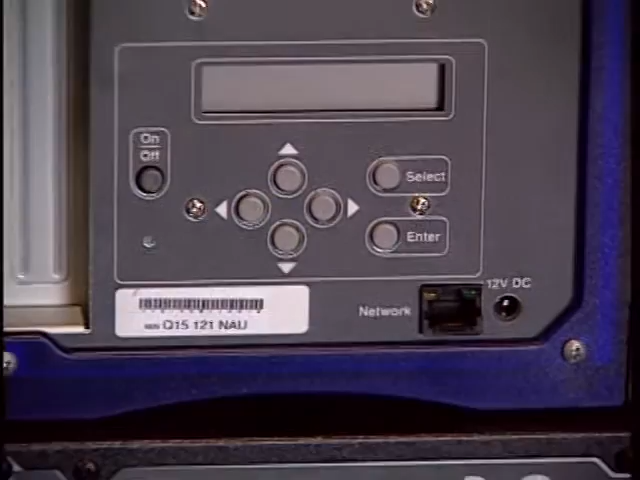 On
Off
Select
Enter
12V DC
Network
Q15 121 NAU